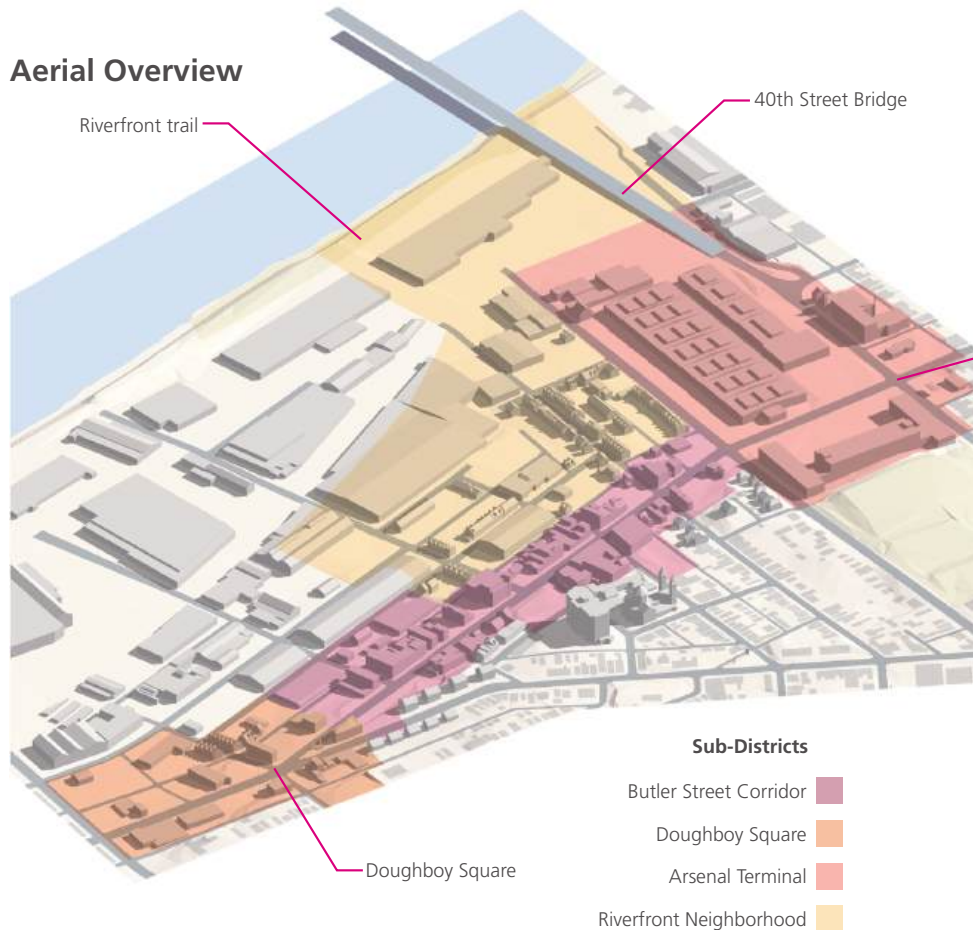 Aerial Overview
Riverfront trail
40th Street Bridge
Doughboy Square
Sub-Districts
Butler Street Corridor
Doughboy Square
Arsenal Terminal
Riverfront Neighborhood